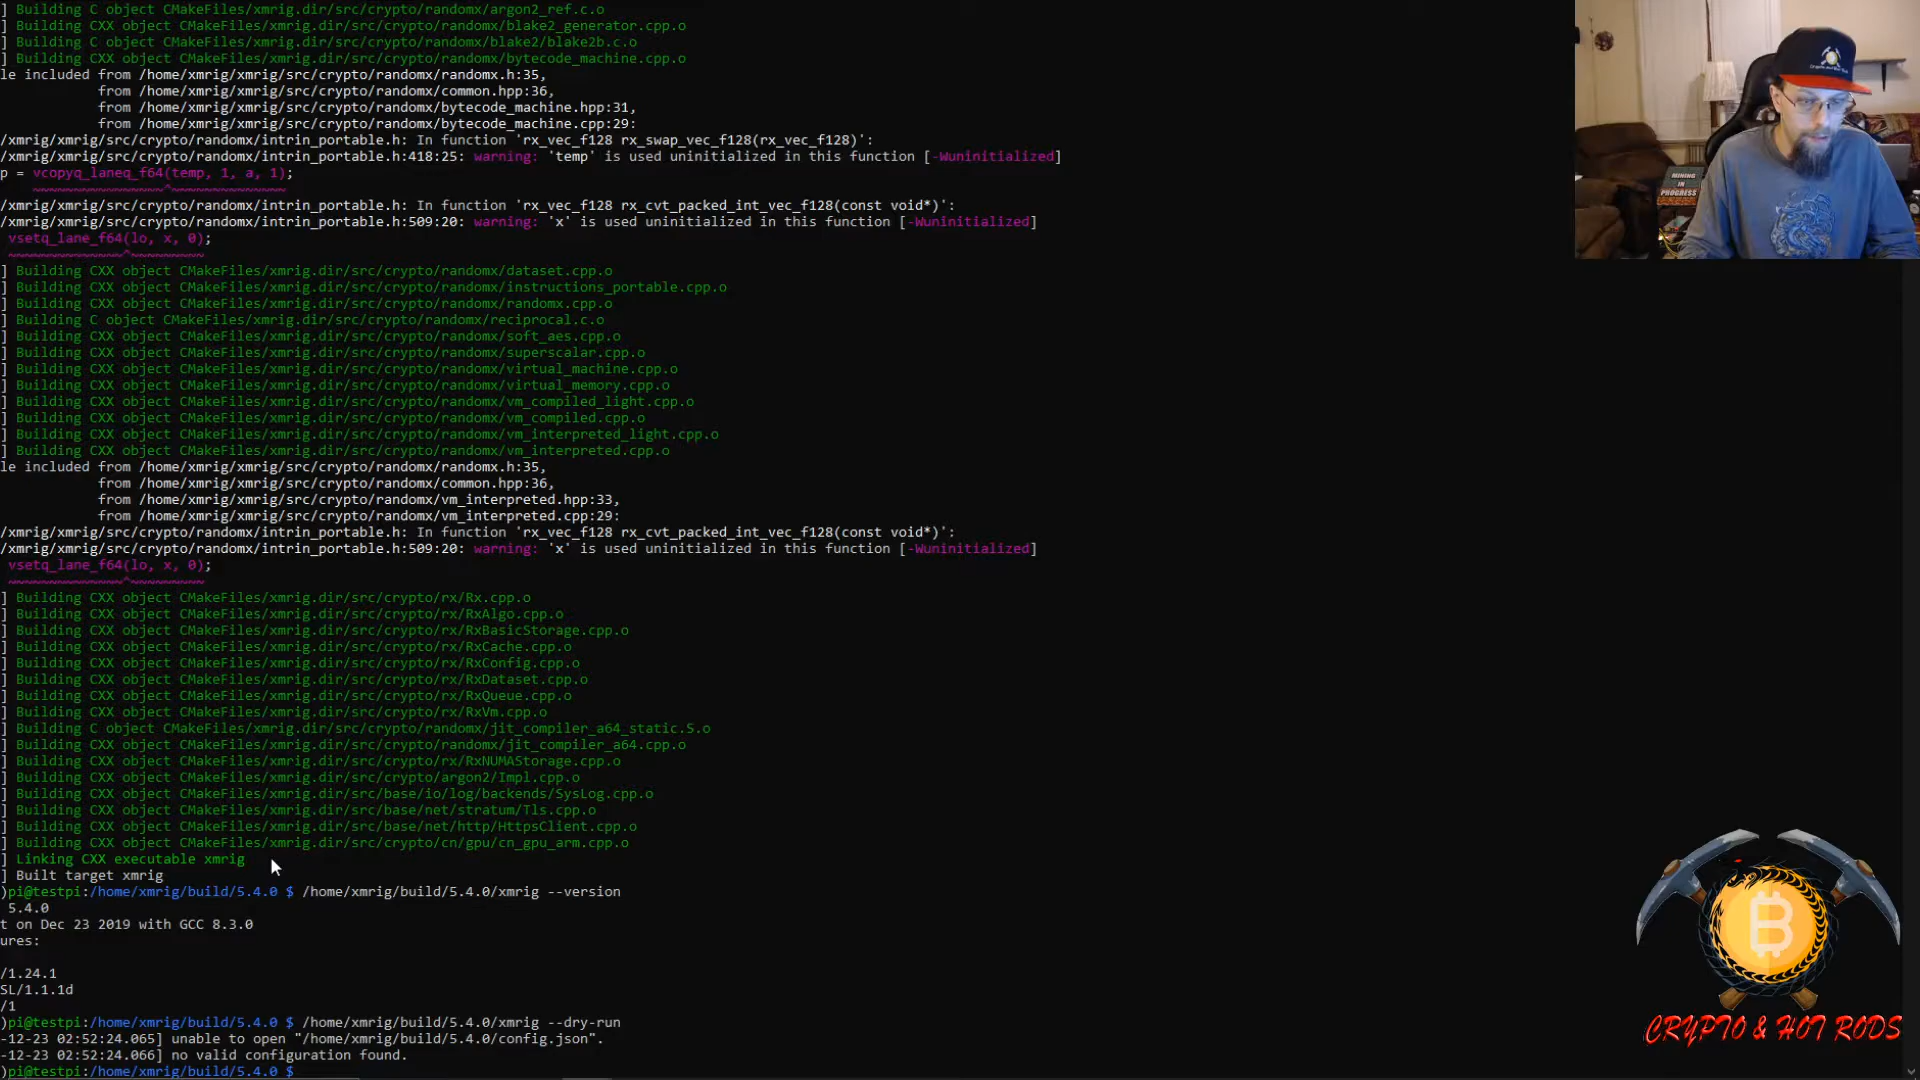 ] Building C object CMakeFiles/xmrig.dir/src/crypto/randomx/argon2_ref.c.o
] Building CXX object CMakeFiles/xmrig.dir/src/crypto/randomx/blake2_generator.cpp.o
] Building C object CMakeFiles/xmrig.dir/src/crypto/randomx/blake2/blake2b.c.o
] Building CXX object CMakeFiles/xmrig.dir/src/crypto/randomx/bytecode_machine.cpp.o
le included from /home/xmrig/xmrig/src/crypto/randomx/randomx.h:35,
from /home/xmrig/xmrig/src/crypto/randomx/common.hpp:36,
from /home/xmrig/xmrig/src/crypto/randomx/bytecode_machine.hpp:31,
from /home/xmrig/xmrig/src/crypto/randomx/bytecode_machine.cpp:29:
/xmrig/xmrig/src/crypto/randomx/intrin_portable.h: In function 'rx_vec_f128 rx_swap_vec_f128(rx_vec_f128)':
/xmrig/xmrig/src/crypto/randomx/intrin_portable.h:418:25: warning: 'temp' is used uninitialized in this function [-Wuninitialized]
p = vcopyq_laneq_f64(temp, 1, a, 1);
~~~~~~~~~~~~~~~~^~~~~~~~~~~~~~~
/xmrig/xmrig/src/crypto/randomx/intrin_portable.h: In function 'rx_vec_f128 rx_cvt_packed_int_vec_f128(const void*)':
/xmrig/xmrig/src/crypto/randomx/intrin_portable.h:509:20: warning: 'x' is used uninitialized in this function [-Wuninitialized]
vsetq_lane_f64(lo, x, 0);
~~~~~~~~~~~~~~^~~~~~~~~~
] Building CXX object CMakeFiles/xmrig.dir/src/crypto/randomx/dataset.cpp.o
] Building CXX object CMakeFiles/xmrig.dir/src/crypto/randomx/instructions_portable.cpp.o
] Building CXX object CMakeFiles/xmrig.dir/src/crypto/randomx/randomx.cpp.o
] Building C object CMakeFiles/xmrig.dir/src/crypto/randomx/reciprocal.c.o
] Building CXX object CMakeFiles/xmrig.dir/src/crypto/randomx/soft_aes.cpp.o
] Building CXX object CMakeFiles/xmrig.dir/src/crypto/randomx/superscalar.cpp.o
] Building CXX object CMakeFiles/xmrig.dir/src/crypto/randomx/virtual_machine.cpp.o
] Building CXX object CMakeFiles/xmrig.dir/src/crypto/randomx/virtual_memory.cpp.o
] Building CXX object CMakeFiles/xmrig.dir/src/crypto/randomx/vm_compiled_light.cpp.o
] Building CXX object CMakeFiles/xmrig.dir/src/crypto/randomx/vm_compiled.cpp.o
] Building CXX object CMakeFiles/xmrig.dir/src/crypto/randomx/vm_interpreted_light.cpp.o
] Building CXX object CMakeFiles/xmrig.dir/src/crypto/randomx/vm_interpreted.cpp.o
le included from /home/xmrig/xmrig/src/crypto/randomx/randomx.h:35,
from /home/xmrig/xmrig/src/crypto/randomx/common.hpp:36,
from /home/xmrig/xmrig/src/crypto/randomx/vm_interpreted.hpp:33,
from /home/xmrig/xmrig/src/crypto/randomx/vm_interpreted.cpp:29:
/xmrig/xmrig/src/crypto/randomx/intrin_portable.h: In function 'rx_vec_f128 rx_cvt_packed_int_vec_f128(const void*)':
/xmrig/xmrig/src/crypto/randomx/intrin_portable.h:509:20: warning: 'x' is used uninitialized in this function [-Wuninitialized]
vsetq_lane_f64(lo, x, 0);
~~~~~~~~~~~~~~^~~~~~~~~~
] Building CXX object CMakeFiles/xmrig.dir/src/crypto/rx/Rx.cpp.o
] Building CXX object CMakeFiles/xmrig.dir/src/crypto/rx/RxAlgo.cpp.o
] Building CXX object CMakeFiles/xmrig.dir/src/crypto/rx/RxBasicStorage.cpp.o
] Building CXX object CMakeFiles/xmrig.dir/src/crypto/rx/RxCache.cpp.o
] Building CXX object CMakeFiles/xmrig.dir/src/crypto/rx/RxConfig.cpp.o
] Building CXX object CMakeFiles/xmrig.dir/src/crypto/rx/RxDataset.cpp.o
] Building CXX object CMakeFiles/xmrig.dir/src/crypto/rx/RxQueue.cpp.o
] Building CXX object CMakeFiles/xmrig.dir/src/crypto/rx/RxVm.cpp.o
] Building C object CMakeFiles/xmrig.dir/src/crypto/randomx/jit_compiler_a64_static.S.o
] Building CXX object CMakeFiles/xmrig.dir/src/crypto/randomx/jit_compiler_a64.cpp.o
] Building CXX object CMakeFiles/xmrig.dir/src/crypto/rx/RxNUMAStorage.cpp.o
] Building CXX object CMakeFiles/xmrig.dir/src/crypto/argon2/Impl.cpp.o
] Building CXX object CMakeFiles/xmrig.dir/src/base/io/log/backends/SysLog.cpp.o
] Building CXX object CMakeFiles/xmrig.dir/src/base/net/stratum/Tls.cpp.o
] Building CXX object CMakeFiles/xmrig.dir/src/base/net/http/HttpsClient.cpp.o
] Building CXX object CMakeFiles/xmrig.dir/src/crypto/cn/gpu/cn_gpu_arm.cpp.o
] Linking CXX executable xmrig
] Built target xmrig
)pi@testpi:/home/xmrig/build/5.4.0 $ /home/xmrig/build/5.4.0/xmrig --version
5.4.0
t on Dec 23 2019 with GCC 8.3.0
ures:
/1.24.1
SL/1.1.1d
/1
)pi@testpi:/home/xmrig/build/5.4.0 $ /home/xmrig/build/5.4.0/xmrig --dry-run
-12-23 02:52:24.065] unable to open "/home/xmrig/build/5.4.0/config.json".
-12-23 02:52:24.066] no valid configuration found.
)pi@testpi:/home/xmrig/build/5.4.0 $
MINING
IN
PROGRESS
CRYPTO & HOT RODS